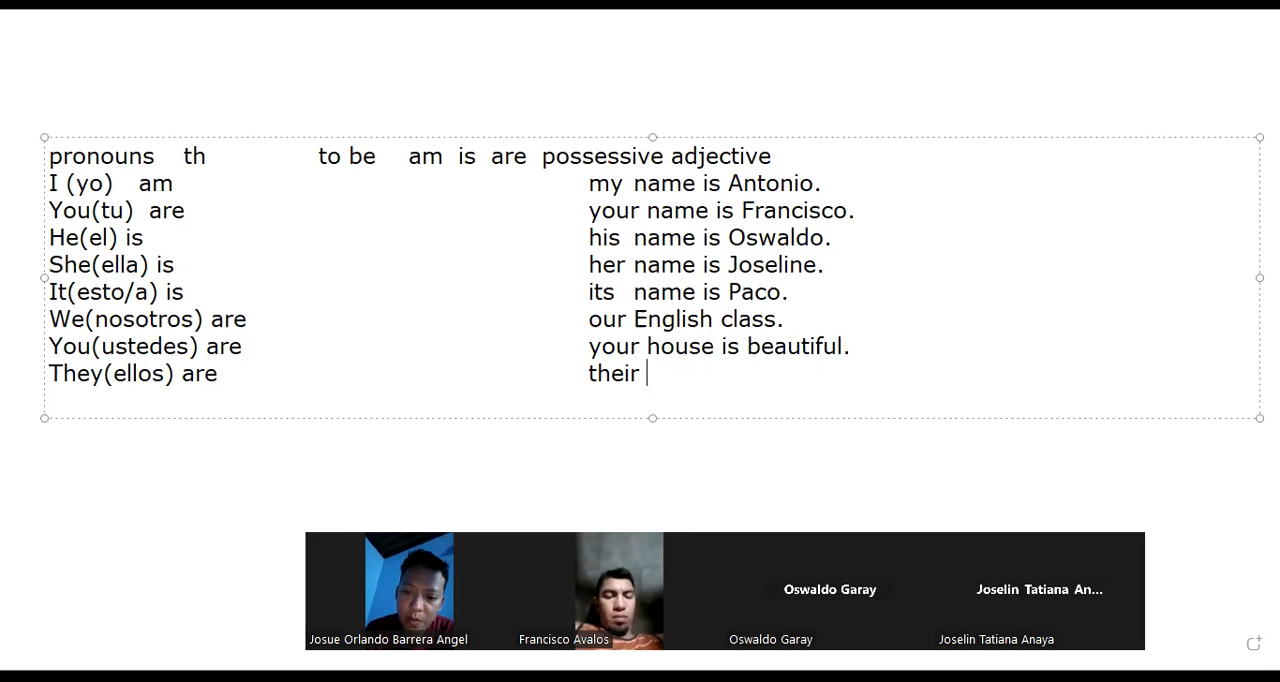 pronouns th to be am is are possessive adjective
I (yo) am my name is Antonio.
You(tu) are your name is Francisco.
He(el) is his name is Oswaldo.
She(ella) is her name is Joseline.
It(esto/a) is its name is Paco.
We(nosotros) are our English class.
You(ustedes) are your house is beautiful.
They(ellos) are their
Oswaldo Garay Joselin Tatiana An...
Josue Orlando Barrera Angel Francisco Avalos Oswaldo Garay Joselin Tatiana Anaya